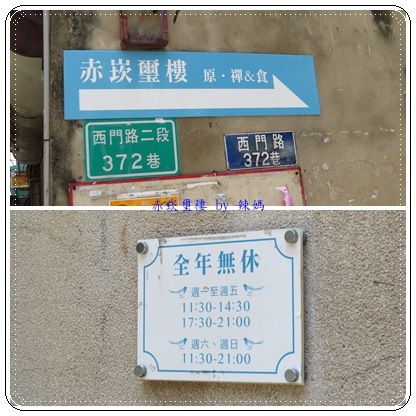 赤崁璽樓 原・禪&食
西門路二段
372巷
西門路
372巷
赤崁璽樓 by 辣媽
全年無休
週一至週五
11:30-14:30
17:30-21:00
週六、週日
11:30-21:00